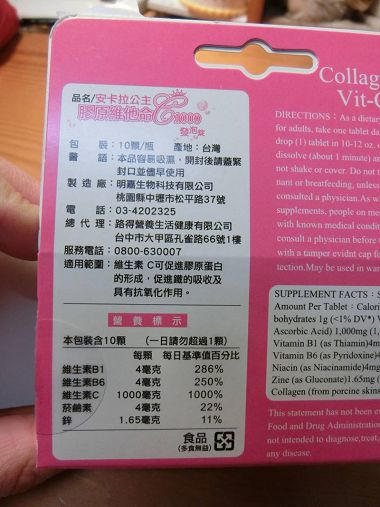 品名/安卡拉公主
膠原維他命C1000
發泡錠
包裝:10顆/瓶 產地:台灣
警語:本品容易吸濕,開封後請蓋緊
封口並儘早使用
製造廠:明嘉生物科技有限公司
桃園縣中壢市松平路37號
電話:03-4202325
總代理:路得營養生活健康有限公司
台中市大甲區孔雀路66號1樓
服務電話:0800-630007
適用範圍:維生素 C可促進膠原蛋白
的形成,促進鐵的吸收及
具有抗氧化作用。
營養標示
本包裝含10顆 (一日請勿超過1顆)
每顆 每日基準值百分比
維生素B1 4毫克 286%
維生素B6 4毫克 250%
維生素C 1000毫克 1000%
菸鹼素 4毫克 22%
鋅 1.65毫克 11%
食品
(多食無益)
Collag
Vit-C
DIRECTIONS: As a dietary
for adults, take one tablet da
drop (1) tablet in 10-12 oz. o
dissolve (about 1 minute) an
not shake or cover. Do not t
nant or breatfeeding, unless
consulted a physician. As w
supplements, people on me
with known medical condit
consult a physician before
with a tamper evidnt cap fo
tection. May be used in war
SUPPLEMENT FACTS: S
Amount Per Tablet: Calori
bohydrates 1g (<1% DV*) V
Ascorbic Acid) 1,000mg (1,
Vitamin B1 (as Thiamin)4m
Vitamin B6 (as Pyridoxine)4
Niacin (as Niacinamide)4mg
Zine (as Gluconate)1.65mg (
Collagen (from porcine skins
This statement has not been e
Food and Drug Administratio
not intended to diagnose, treat,
any disease.